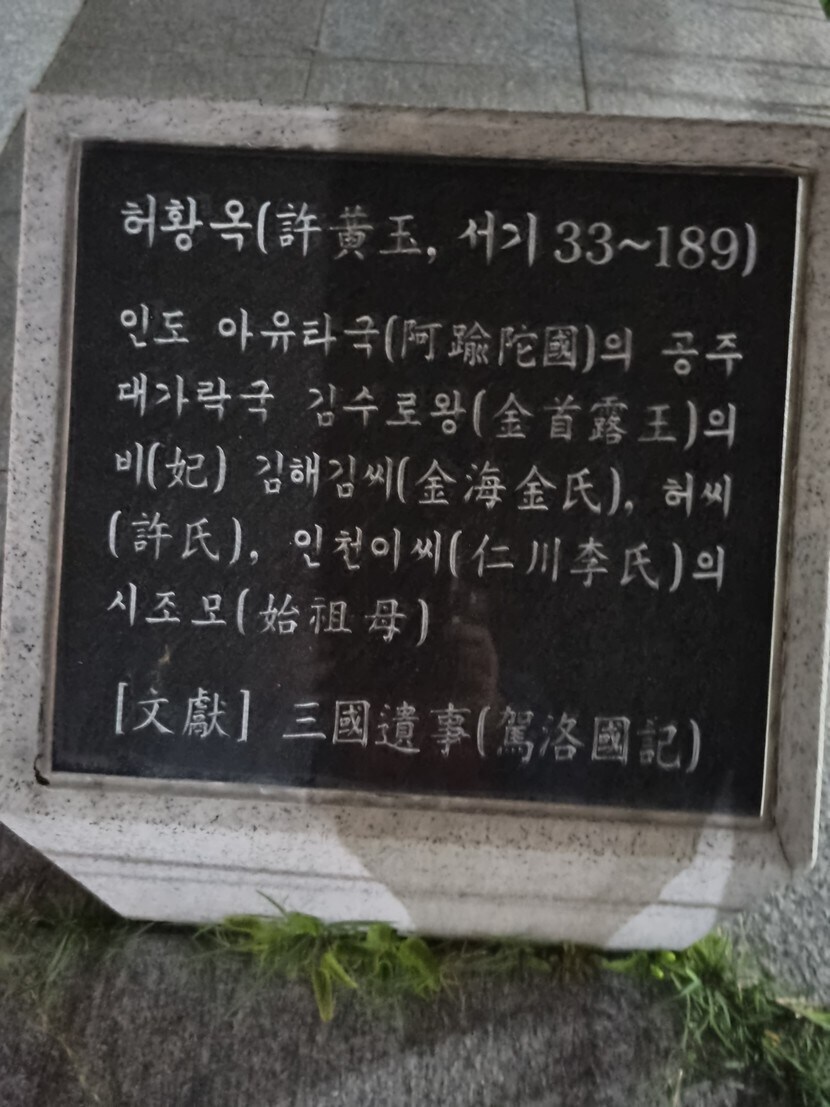 허황옥(許黃玉, 서기 33~189)
인도 아유타국(阿踰陀國)의 공주
대가락국 김수로왕(金首露王)의
비(妃) 김해김씨(金海金氏), 허씨
(許氏), 인천이씨(仁川李氏)의
시조모(始祖母)
[文獻] 三國遺事(駕洛國記)